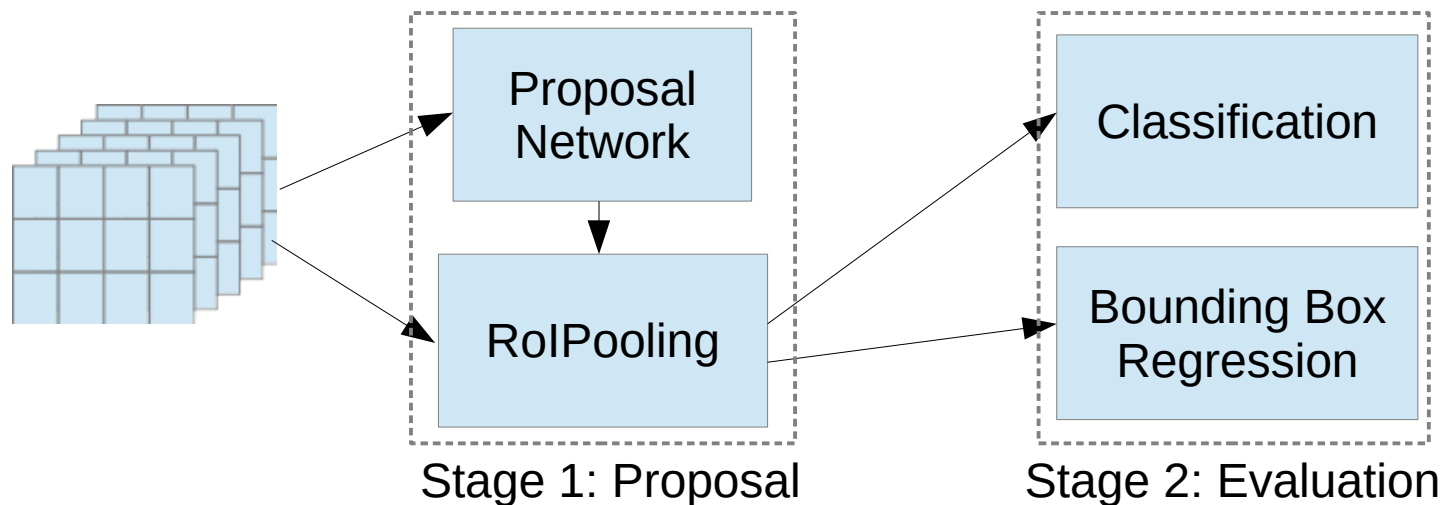 Proposal
Network
RoIPooling
Stage 1: Proposal
Classification
Bounding Box
Regression
Stage 2: Evaluation